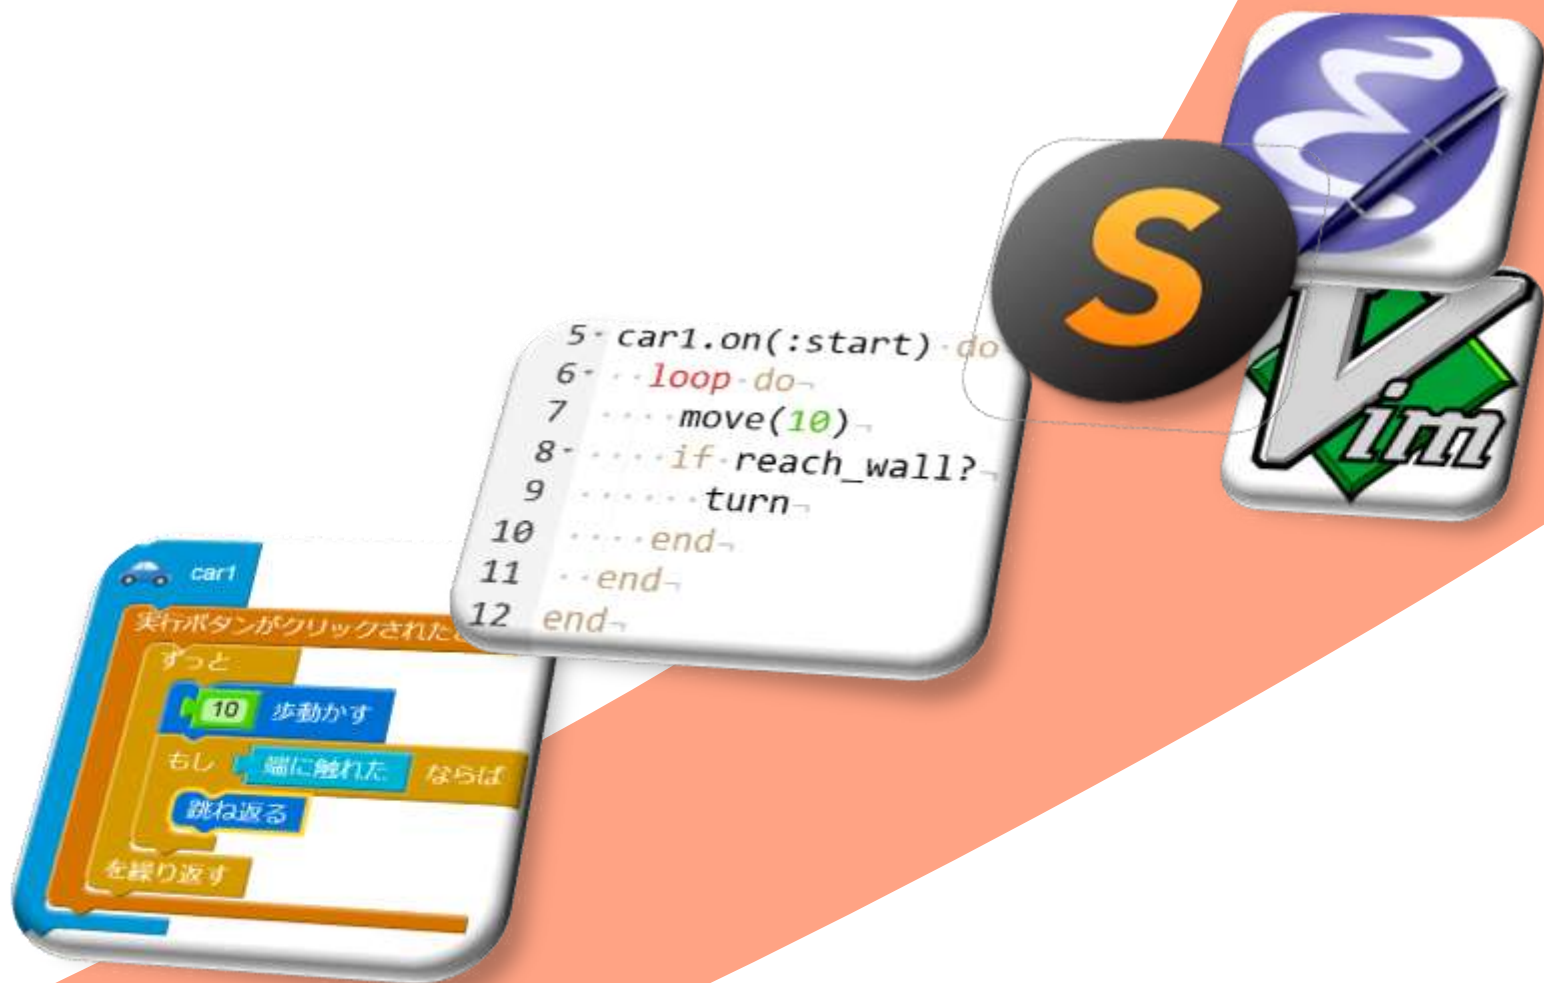 S
Vim
5 car1.on(:start) do
6 loop do
7 move(10)
8 if reach_wall?
9 turn
10 end
11 end
12 end
car1
実行ボタンがクリックされた
ずっと
10 歩動かす
もし 端に触れた ならば
跳ね返る
を繰り返す